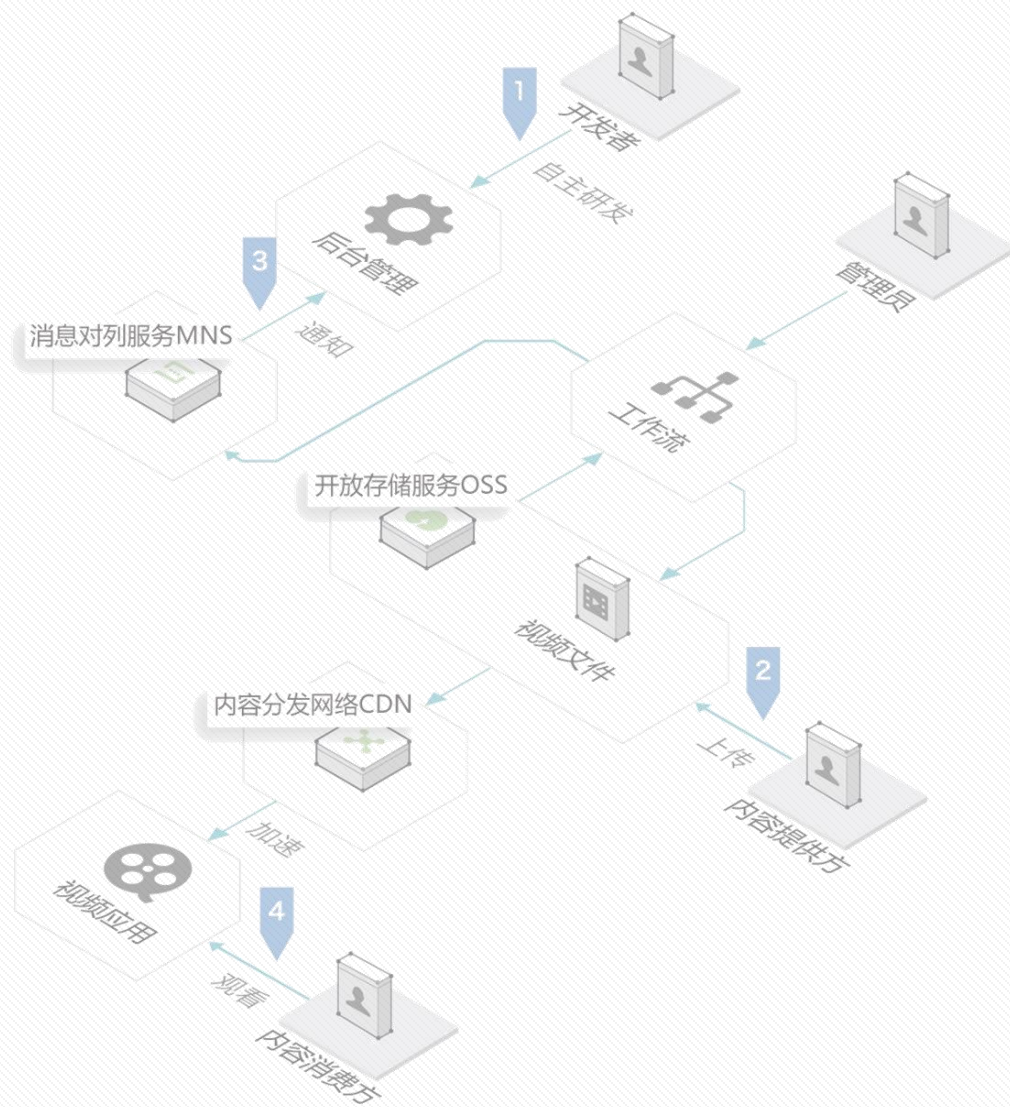 1
开发者
自主研发
管理员
后台管理
3
消息对列服务MNS
通知
工作流
开放存储服务OSS
视频文件
2
上传
内容提供方
内容分发网络CDN
加速
视频应用
4
观看
内容消费方